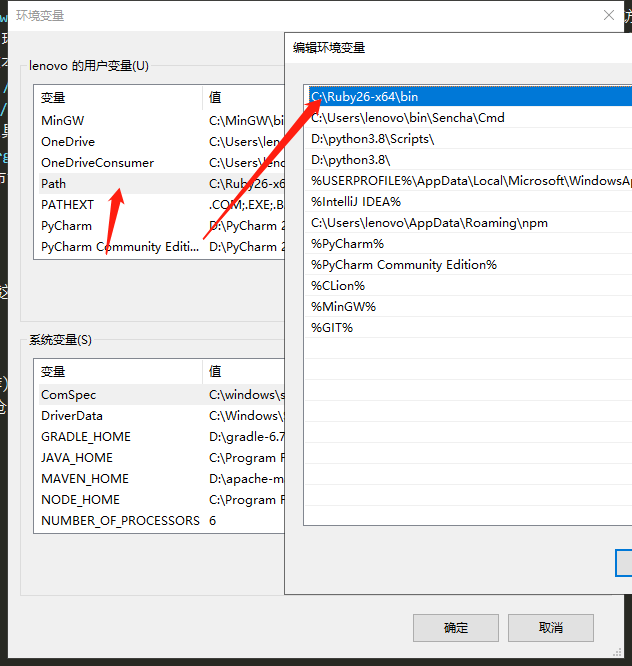 环境变量
编辑环境变量
lenovo 的用户变量(U)
变量 值
MinGW C:\MinGW\bi
OneDrive C:\Users\len
OneDriveConsumer C:\Users\len
Path C:\Ruby26-x6
PATHEXT .COM;.EXE;.B
PyCharm D:\PyCharm 2
PyCharm Community Editi... D:\PyCharm 2
系统变量(S)
变量 值
ComSpec C:\windows\s
DriverData C:\Windows\
GRADLE_HOME D:\gradle-6.7
JAVA_HOME C:\Program F
MAVEN_HOME D:\apache-m
NODE_HOME C:\Program F
NUMBER_OF_PROCESSORS 6
C:\Ruby26-x64\bin
C:\Users\lenovo\bin\Sencha\Cmd
D:\python3.8\Scripts\
D:\python3.8\
%USERPROFILE%\AppData\Local\Microsoft\WindowsAp
%IntelliJ IDEA%
C:\Users\lenovo\AppData\Roaming\npm
%PyCharm%
%PyCharm Community Edition%
%CLion%
%MinGW%
%GIT%
确定 取消